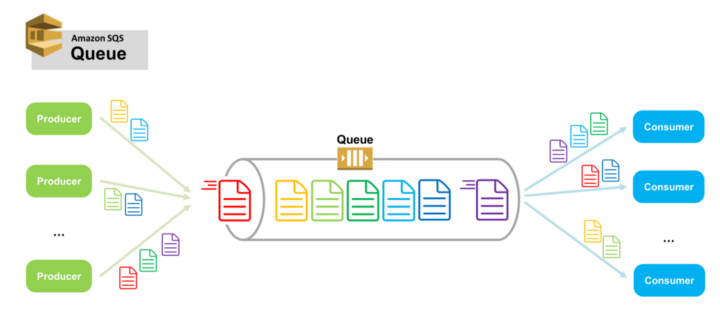 Amazon SQS
Queue
Producer
Producer
...
Producer
Queue
Consumer
Consumer
...
Consumer